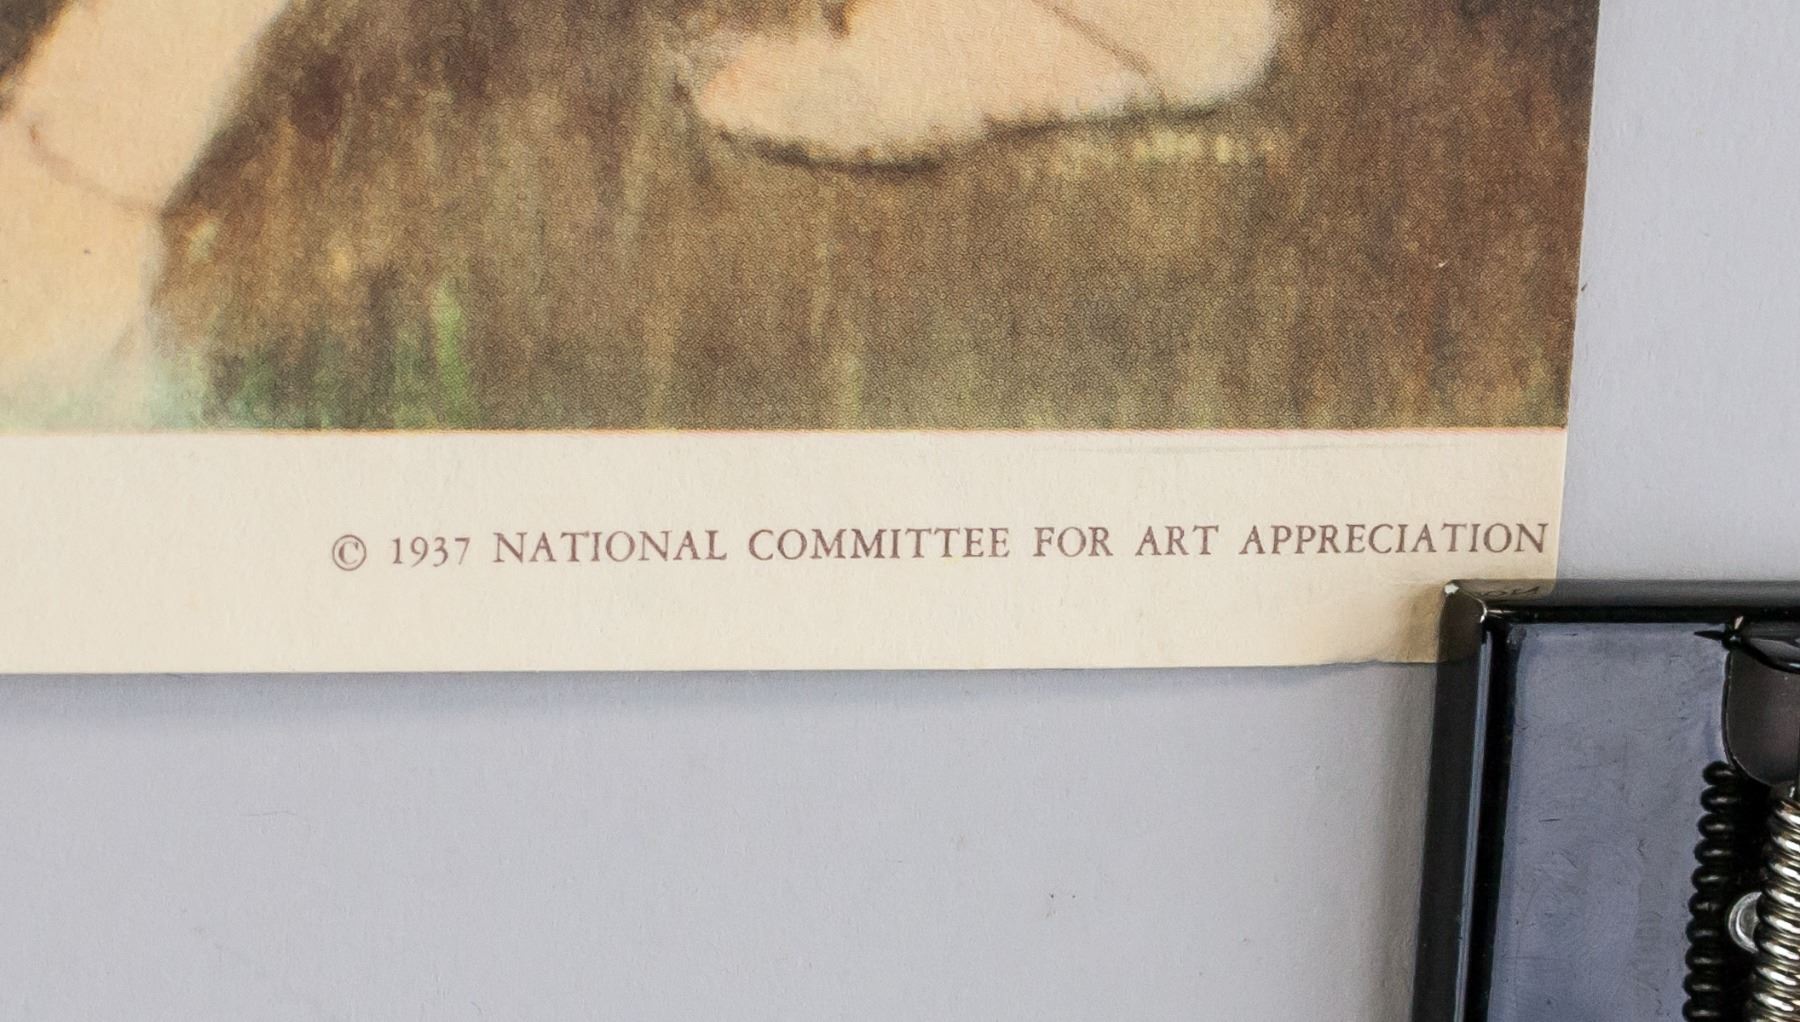 © 1937 NATIONAL COMMITTEE FOR ART APPRECIATION